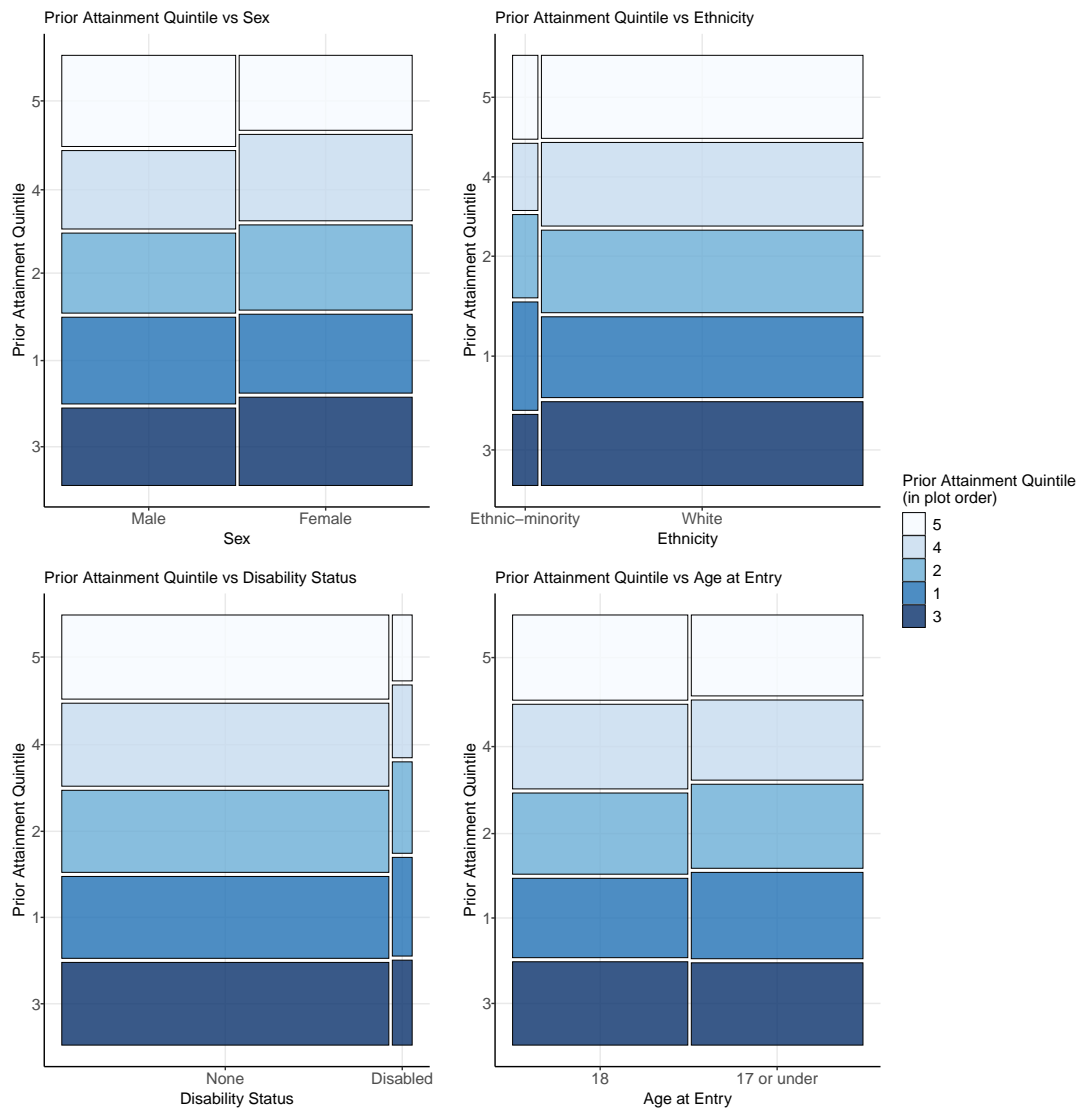 Prior Attainment Quintile vs Sex
Prior Attainment Quintile
5
4
2
1
3
Male
Female
Sex
Prior Attainment Quintile vs Ethnicity
Prior Attainment Quintile
5
4
2
1
3
Ethnic−minority
White
Ethnicity
Prior Attainment Quintile vs Disability Status
Prior Attainment Quintile
5
4
2
1
3
None
Disabled
Disability Status
Prior Attainment Quintile vs Age at Entry
Prior Attainment Quintile
5
4
2
1
3
18
17 or under
Age at Entry
Prior Attainment Quintile
(in plot order)
5
4
2
1
3